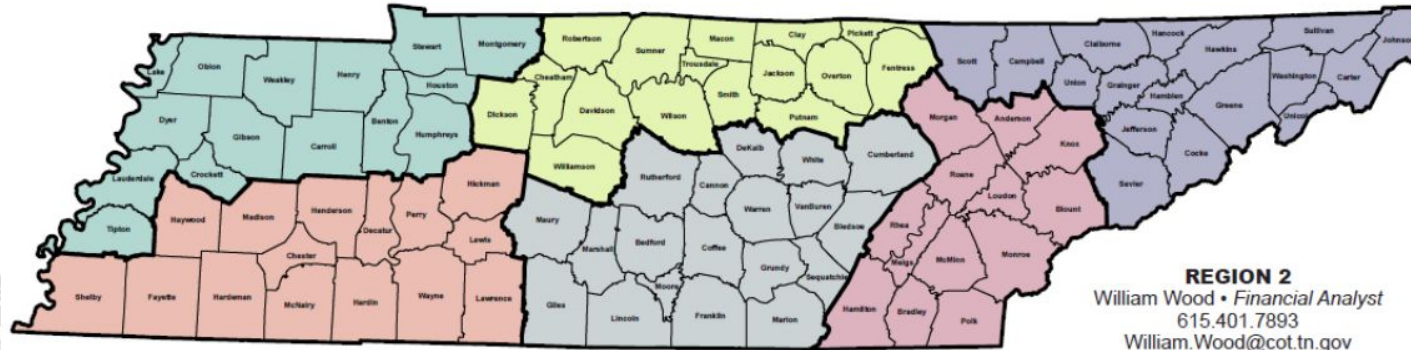 Stewart
Montgomery
Lake
Obion
Weakley
Henry
Houston
Dyer
Gibson
Carroll
Benton
Humphreys
Lauderdale
Crockett
Tipton
Robertson
Sumner
Macon
Clay
Pickett
Trousdale
Cheatham
Jackson
Overton
Fentress
Dickson
Davidson
Wilson
Smith
Putnam
Williamson
Scott
Campbell
Claiborne
Hancock
Hawkins
Sullivan
Johnson
Union
Grainger
Hamblen
Washington
Carter
Greene
Unicoi
Jefferson
Cocke
Sevier
Haywood
Madison
Henderson
Decatur
Perry
Hickman
Lewis
Chester
Shelby
Fayette
Hardeman
McNairy
Hardin
Wayne
Lawrence
DeKalb
White
Cumberland
Rutherford
Cannon
Warren
VanBuren
Bledsoe
Maury
Marshall
Bedford
Coffee
Grundy
Sequatchie
Moore
Giles
Lincoln
Franklin
Marion
Morgan
Anderson
Knox
Roane
Loudon
Blount
Rhea
Meigs
McMinn
Monroe
Hamilton
Bradley
Polk
REGION 2
William Wood • Financial Analyst
615.401.7893
William.Wood@cot.tn.gov